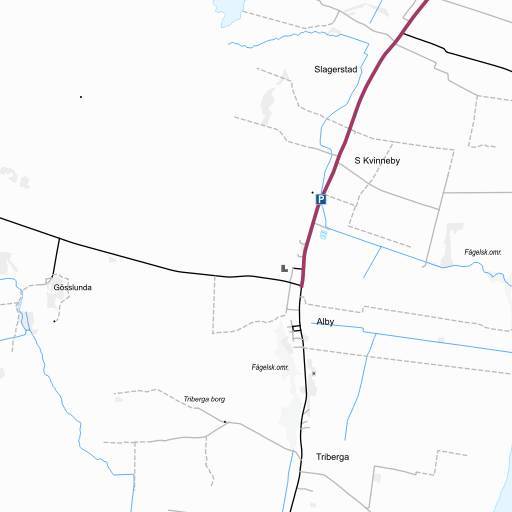 Slagerstad
S Kvinneby
P
Fågelsk.omr.
Gösslunda
Alby
Fågelsk.omr.
Triberga borg
Triberga